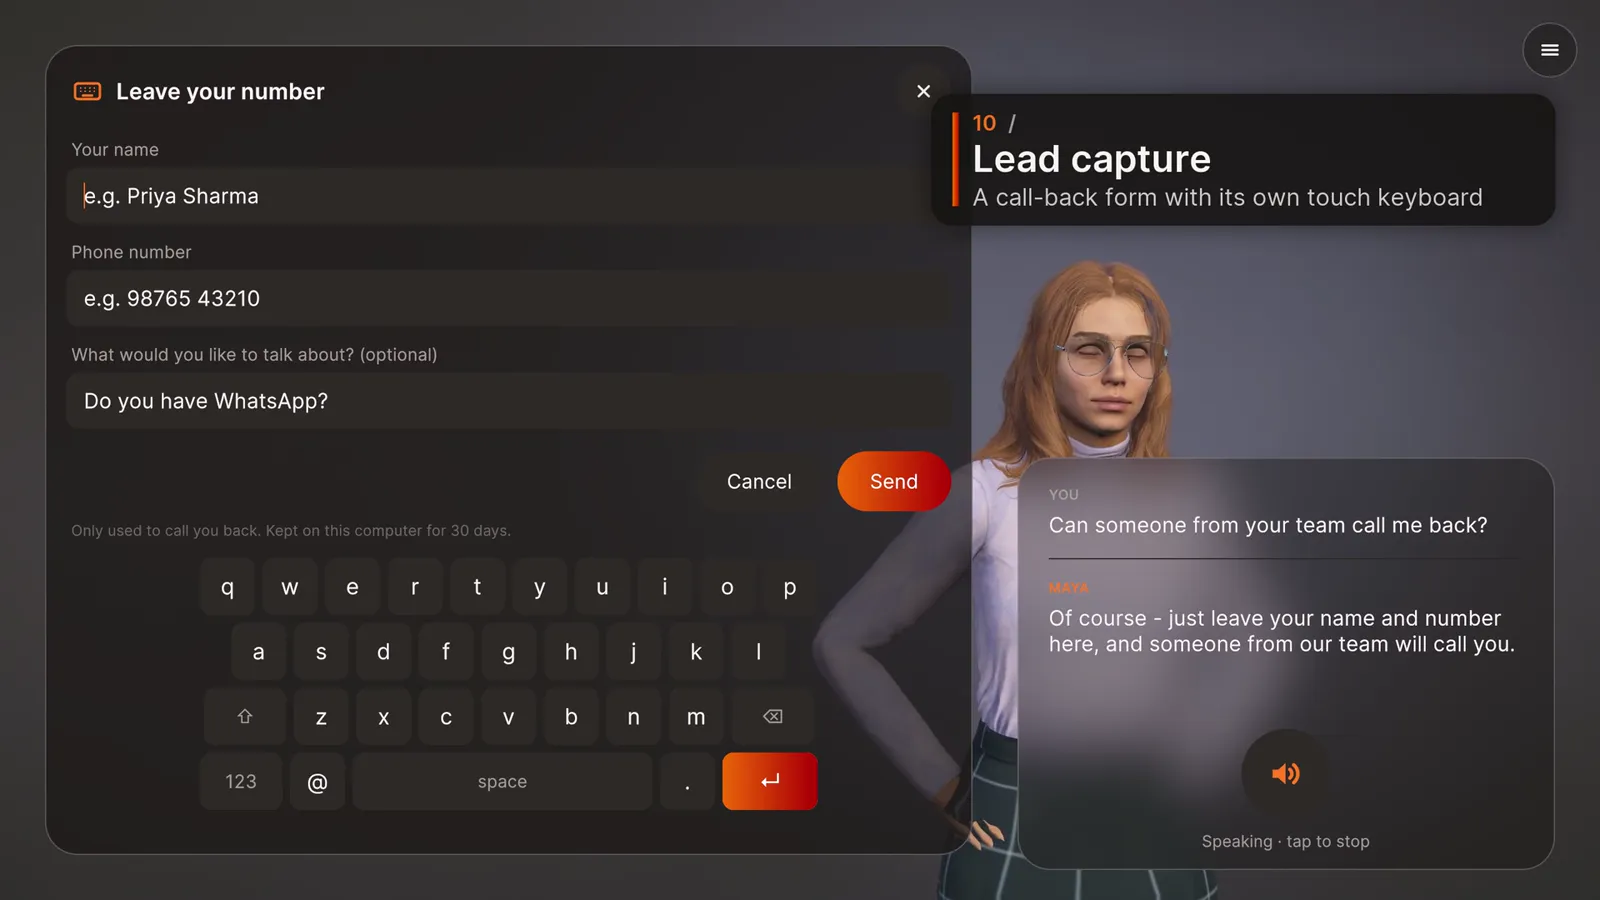 Leave your number
Your name
e.g. Priya Sharma
Phone number
e.g. 98765 43210
What would you like to talk about? (optional)
Do you have WhatsApp?
Cancel
Send
Only used to call you back. Kept on this computer for 30 days.
q w e r t y u i o p
a s d f g h j k l
z x c v b n m
123 @ space .
10 /
Lead capture
A call-back form with its own touch keyboard
YOU
Can someone from your team call me back?
MAYA
Of course - just leave your name and number
here, and someone from our team will call you.
Speaking · tap to stop